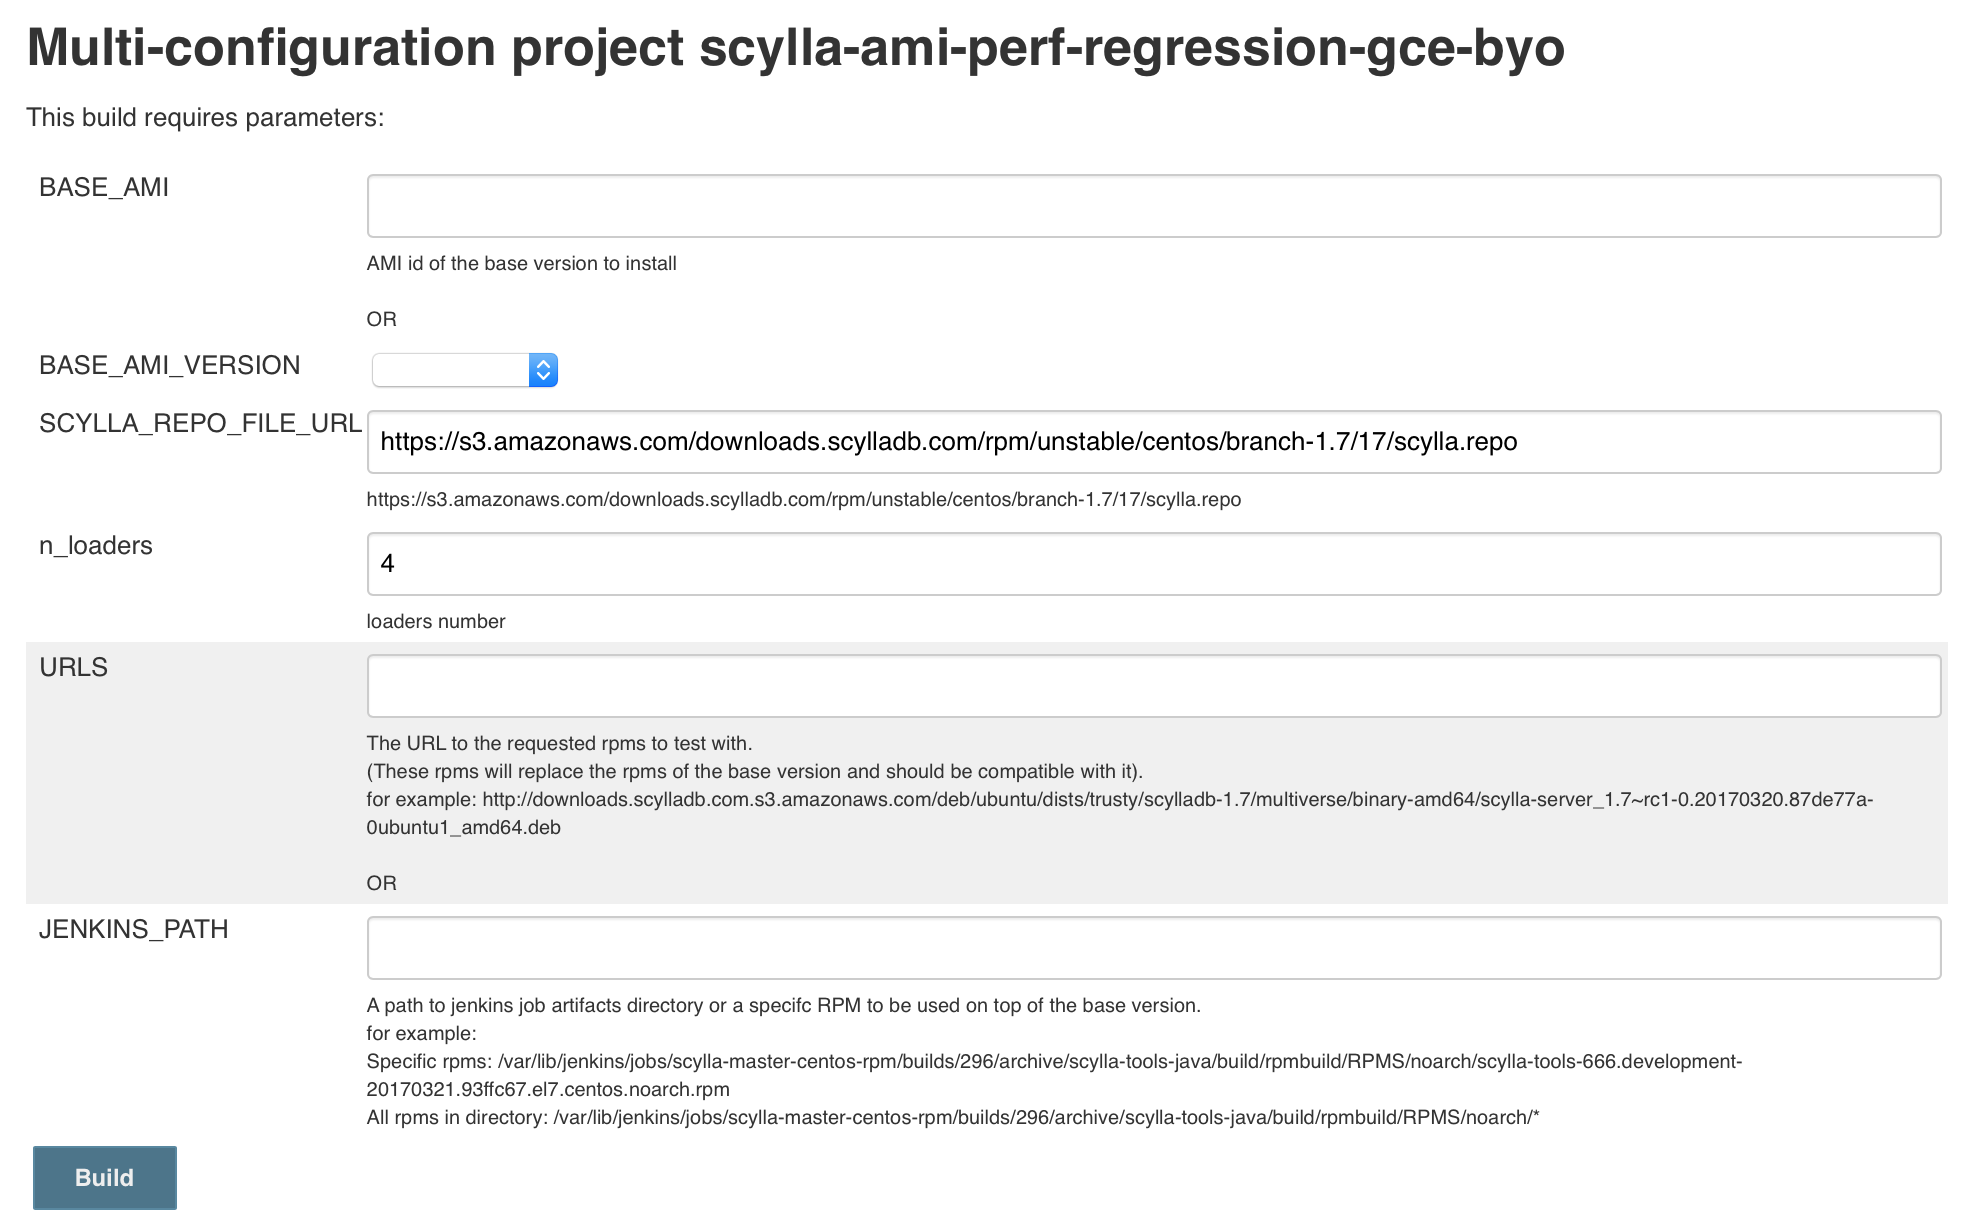 Multi-configuration project scylla-ami-perf-regression-gce-byo
This build requires parameters:
BASE_AMI
AMI id of the base version to install
OR
BASE_AMI_VERSION
SCYLLA_REPO_FILE_URL
https://s3.amazonaws.com/downloads.scylladb.com/rpm/unstable/centos/branch-1.7/17/scylla.repo
https://s3.amazonaws.com/downloads.scylladb.com/rpm/unstable/centos/branch-1.7/17/scylla.repo
n_loaders
4
loaders number
URLS
The URL to the requested rpms to test with.
(These rpms will replace the rpms of the base version and should be compatible with it).
for example: http://downloads.scylladb.com.s3.amazonaws.com/deb/ubuntu/dists/trusty/scylladb-1.7/multiverse/binary-amd64/scylla-server_1.7~rc1-0.20170320.87de77a-
0ubuntu1_amd64.deb
OR
JENKINS_PATH
A path to jenkins job artifacts directory or a specifc RPM to be used on top of the base version.
for example:
Specific rpms: /var/lib/jenkins/jobs/scylla-master-centos-rpm/builds/296/archive/scylla-tools-java/build/rpmbuild/RPMS/noarch/scylla-tools-666.development-
20170321.93ffc67.el7.centos.noarch.rpm
All rpms in directory: /var/lib/jenkins/jobs/scylla-master-centos-rpm/builds/296/archive/scylla-tools-java/build/rpmbuild/RPMS/noarch/*
Build